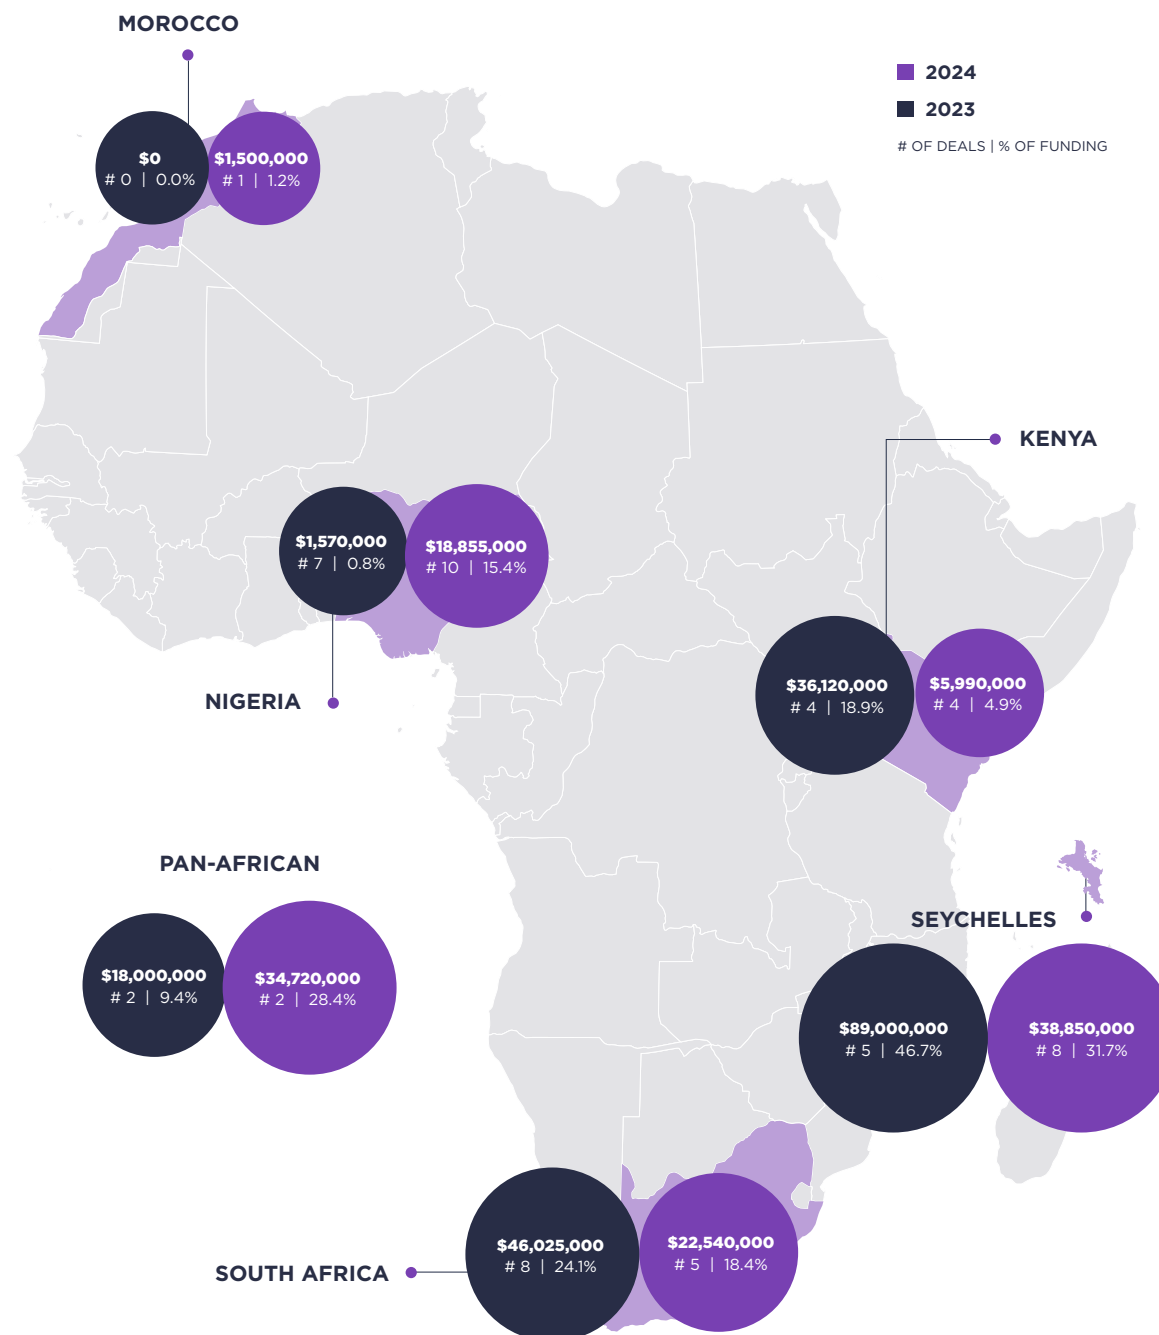 MOROCCO
2024
2023
# OF DEALS | % OF FUNDING
$0
# 0 | 0.0%
$1,500,000
# 1 | 1.2%
KENYA
$1,570,000
# 7 | 0.8%
$18,855,000
# 10 | 15.4%
NIGERIA
$36,120,000
# 4 | 18.9%
$5,990,000
# 4 | 4.9%
PAN-AFRICAN
$18,000,000
# 2 | 9.4%
$34,720,000
# 2 | 28.4%
SEYCHELLES
$89,000,000
# 5 | 46.7%
$38,850,000
# 8 | 31.7%
SOUTH AFRICA
$46,025,000
# 8 | 24.1%
$22,540,000
# 5 | 18.4%